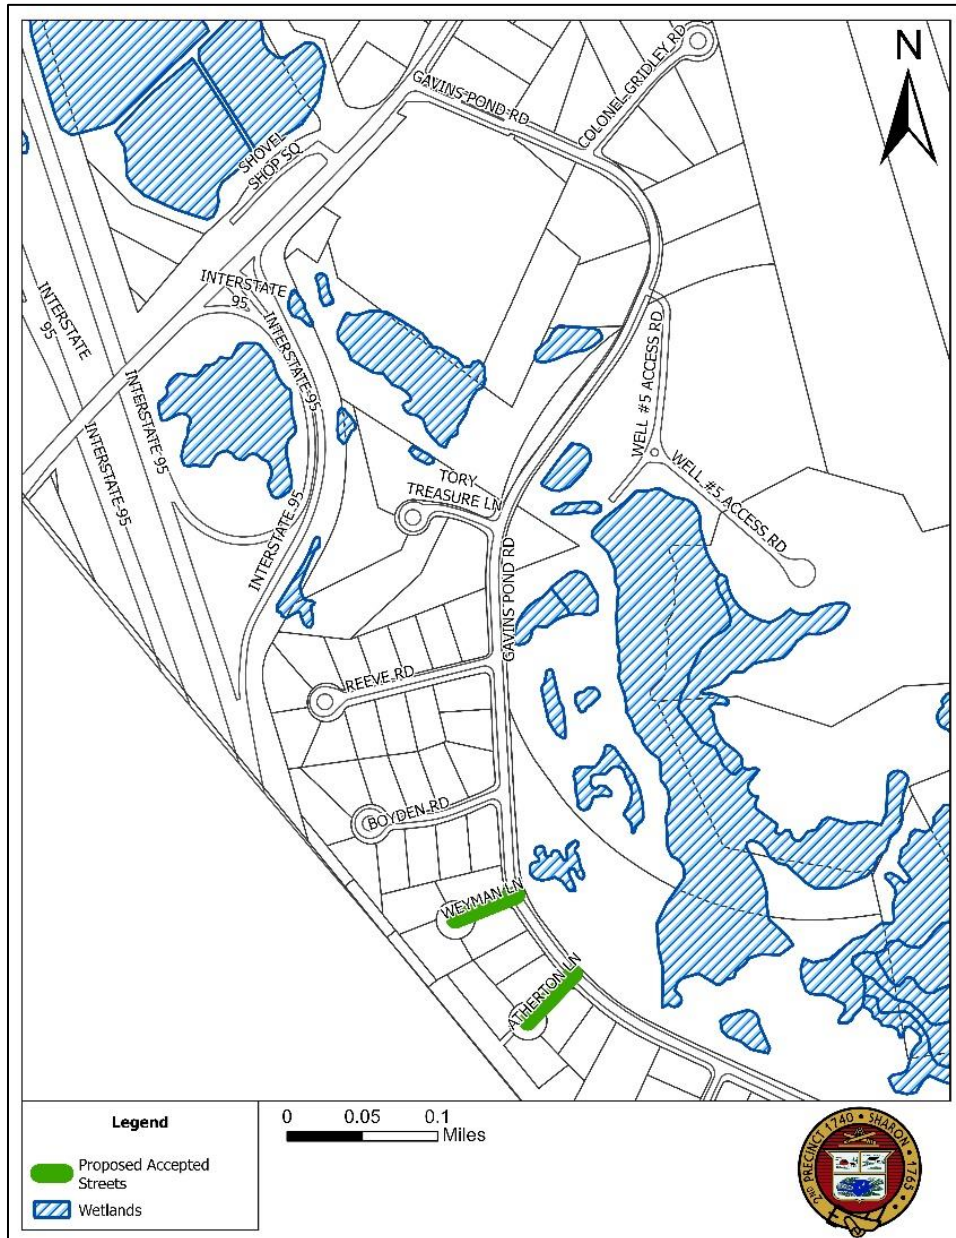 N
COLONEL GRIDLEY RD
GAVINS POND RD
SHOVEL
SHOP SQ
INTERSTATE
95
INTERSTATE
95
INTERSTATE 95
INTERSTATE 95
INTERSTATE 95
INTERSTATE 95
WELL #5 ACCESS RD
WELL #5 ACCESS RD
TORY
TREASURE LN
GAVINS POND RD
REEVE RD
BOYDEN RD
WEYMAN LN
ATHERTON LN
Legend
Proposed Accepted
Streets
Wetlands
0 0.05 0.1
Miles
2ND PRECINCT 1740 • SHARON • 1765 •